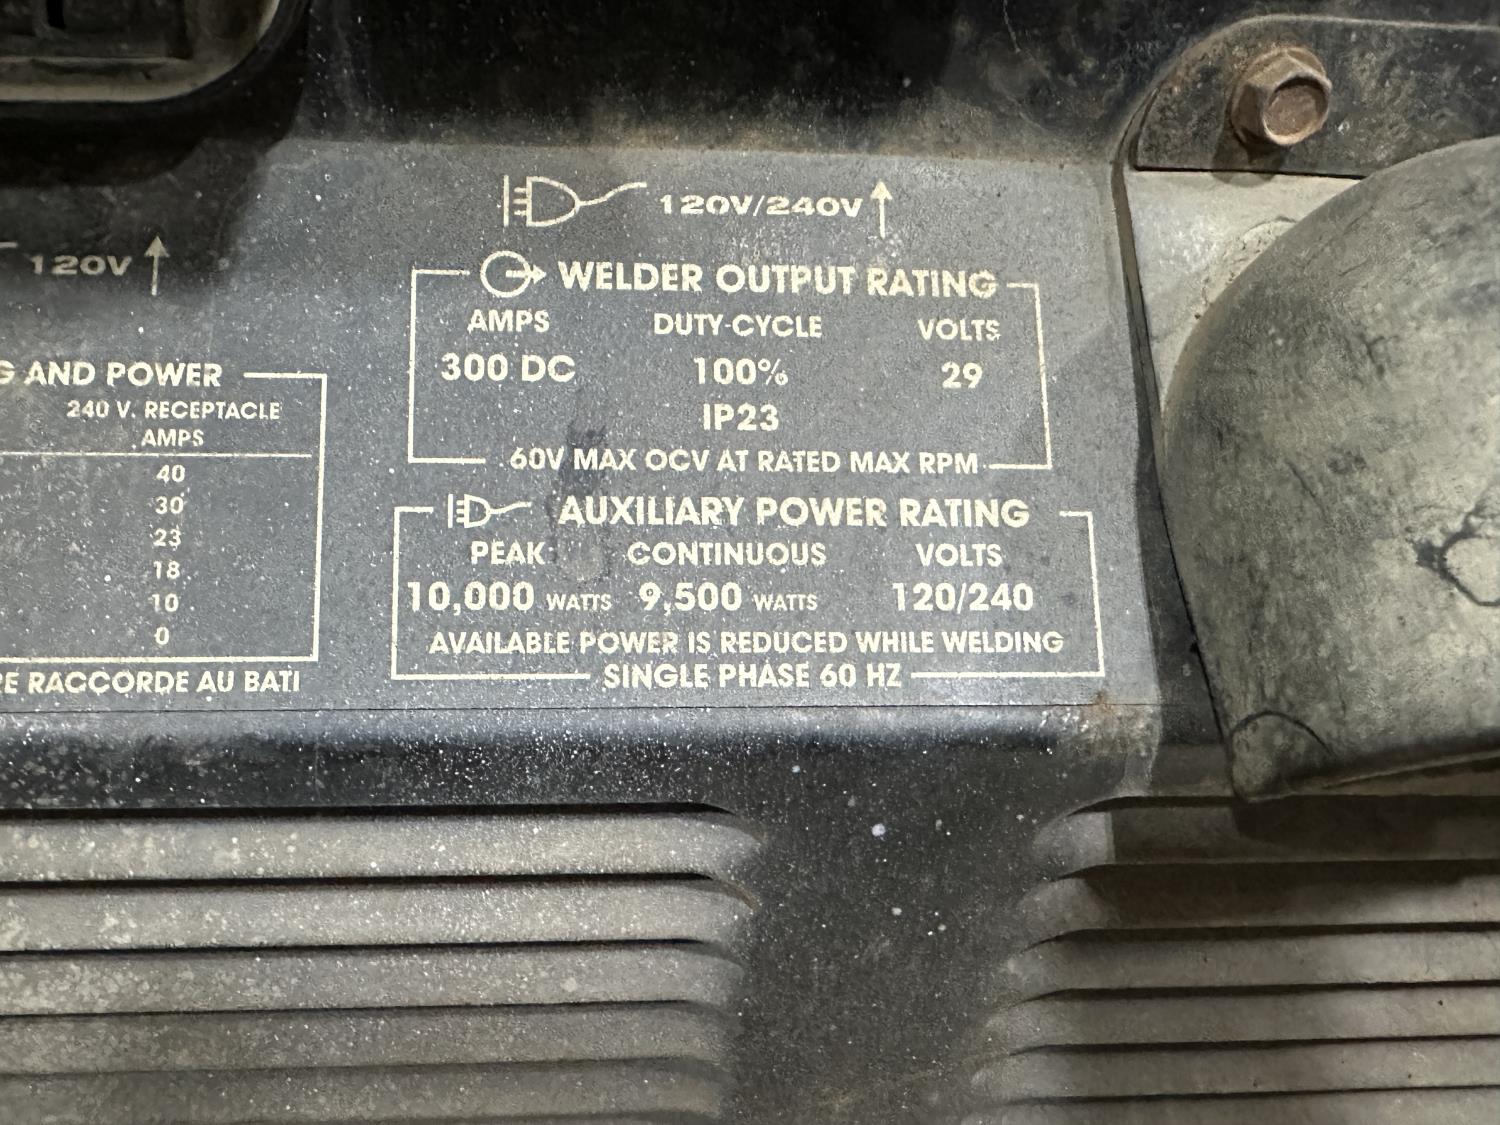 120V/240V
120V
WELDER OUTPUT RATING
AMPS DUTY-CYCLE VOLTS
300 DC 100% 29
IP23
60V MAX OCV AT RATED MAX RPM
AND POWER
240 V. RECEPTACLE
AMPS
40
30
23
18
10
0
RACCORDE AU BATI
AUXILIARY POWER RATING
PEAK CONTINUOUS VOLTS
10,000 WATTS 9,500 WATTS 120/240
AVAILABLE POWER IS REDUCED WHILE WELDING
SINGLE PHASE 60 HZ